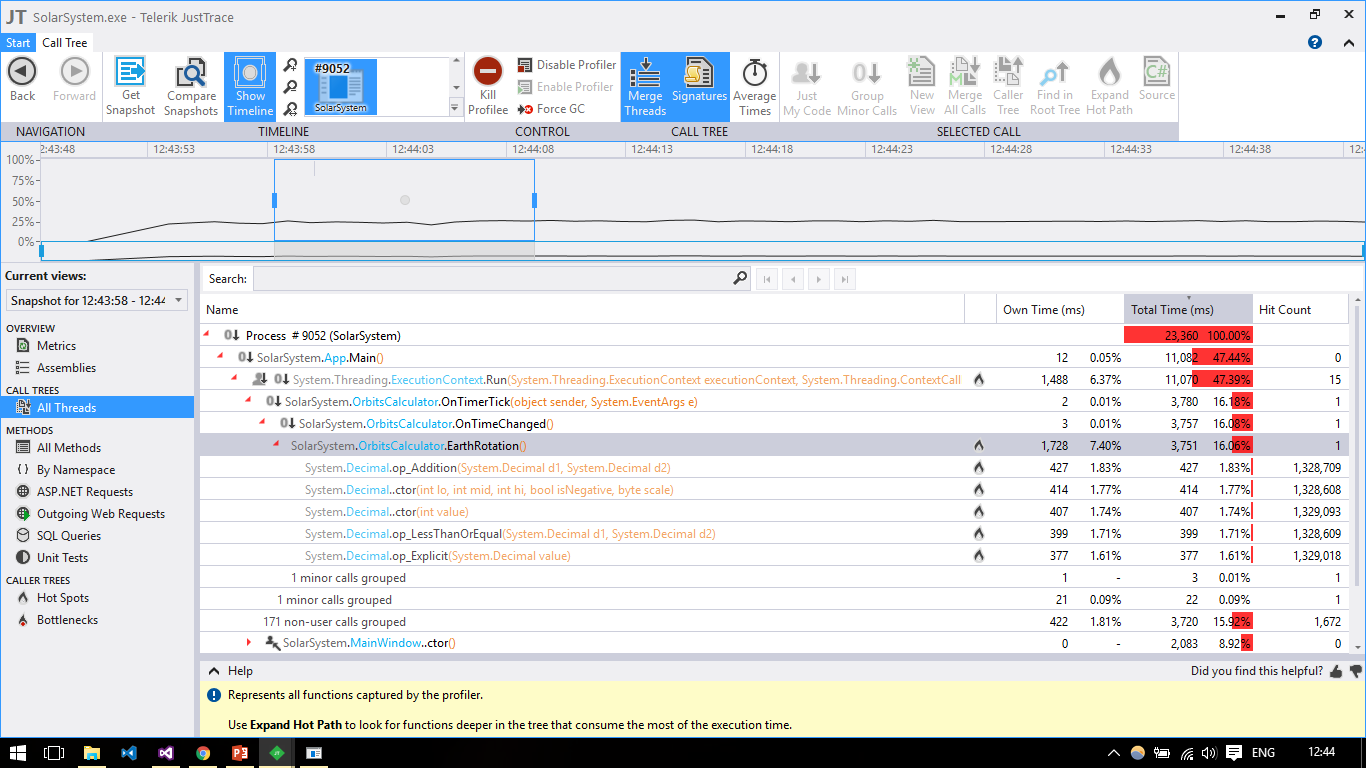 JT SolarSystem.exe - Telerik JustTrace
Start Call Tree
Back Forward Get Snapshot Compare Snapshots Show Timeline #9052 SolarSystem Kill Profiler Disable Profiler Enable Profiler Force GC Merge Threads Signatures Average Times Just My Code Group Minor Calls New View Merge All Calls Caller Tree Find in Root Tree Expand Hot Path Source
NAVIGATION TIMELINE CONTROL CALL TREE SELECTED CALL
2:43:48 12:43:53 12:43:58 12:44:03 12:44:08 12:44:13 12:44:18 12:44:23 12:44:28 12:44:33 12:44:38 12:
100%
75%
50%
25%
0%
Current views:
Snapshot for 12:43:58 - 12:44
OVERVIEW
Metrics
Assemblies
CALL TREES
All Threads
METHODS
All Methods
By Namespace
ASP.NET Requests
Outgoing Web Requests
SQL Queries
Unit Tests
CALLER TREES
Hot Spots
Bottlenecks
Search:
Name Own Time (ms) Total Time (ms) Hit Count
Process # 9052 (SolarSystem) 23,360 100.00%
SolarSystem.App.Main() 12 0.05% 11,082 47.44% 0
System.Threading.ExecutionContext.Run(System.Threading.ExecutionContext executionContext, System.Threading.ContextCall 1,488 6.37% 11,070 47.39% 15
SolarSystem.OrbitsCalculator.OnTimerTick(object sender, System.EventArgs e) 2 0.01% 3,780 16.18% 1
SolarSystem.OrbitsCalculator.OnTimeChanged() 3 0.01% 3,757 16.08% 1
SolarSystem.OrbitsCalculator.EarthRotation() 1,728 7.40% 3,751 16.06% 1
System.Decimal.op_Addition(System.Decimal d1, System.Decimal d2) 427 1.83% 427 1.83% 1,328,709
System.Decimal..ctor(int lo, int mid, int hi, bool isNegative, byte scale) 414 1.77% 414 1.77% 1,328,608
System.Decimal..ctor(int value) 407 1.74% 407 1.74% 1,329,093
System.Decimal.op_LessThanOrEqual(System.Decimal d1, System.Decimal d2) 399 1.71% 399 1.71% 1,328,609
System.Decimal.op_Explicit(System.Decimal value) 377 1.61% 377 1.61% 1,329,018
1 minor calls grouped 1 - 3 0.01% 1
1 minor calls grouped 21 0.09% 22 0.09% 1
171 non-user calls grouped 422 1.81% 3,720 15.92% 1,672
SolarSystem.MainWindow..ctor() 0 - 2,083 8.92% 0
Help Did you find this helpful?
Represents all functions captured by the profiler.
Use Expand Hot Path to look for functions deeper in the tree that consume the most of the execution time.
ENG 12:44